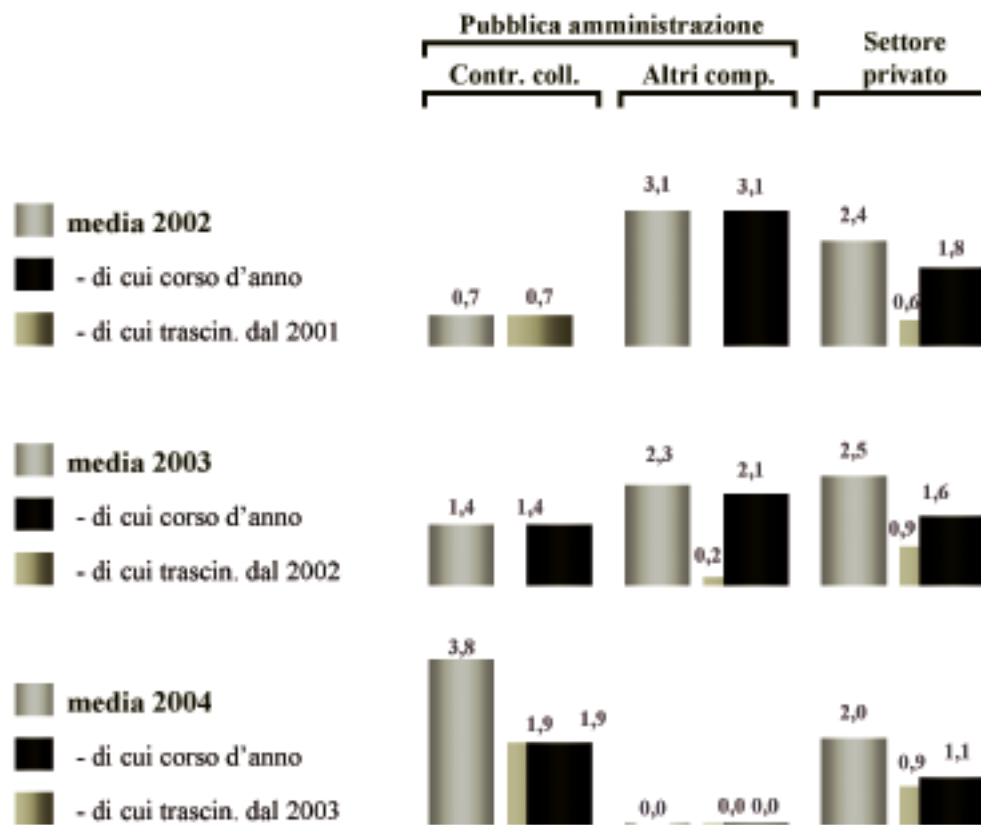 Pubblica amministrazione
Settore
privato
Contr. coll.
Altri comp.
3,1 3,1
2,4
media 2002
1,8
- di cui corso d'anno
0,7 0,7
0,6
- di cui trascin. dal 2001
media 2003
2,3 2,1
2,5
1,6
- di cui corso d'anno
1,4 1,4
0,9
0,2
- di cui trascin. dal 2002
3,8
media 2004
1,9 1,9
2,0
- di cui corso d'anno
0,9 1,1
- di cui trascin. dal 2003
0,0 0,0 0,0